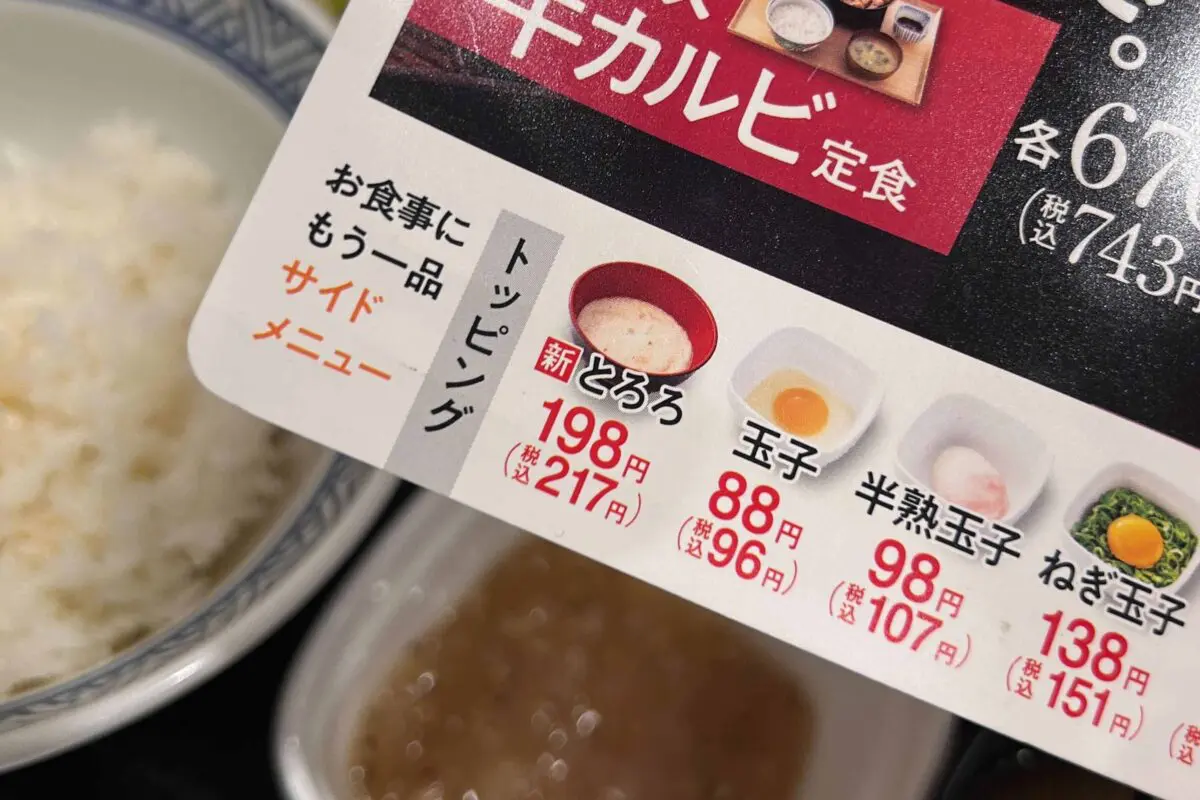 牛カルビ定食
各67
(税込743円
お食事に
もう一品
サイド
メニュー
トッピング
新とろろ
198円
(税込217円)
玉子
88円
(税込96円)
半熟玉子
98円
(税込107円)
ねぎ玉子
138円
(税込151円)
(税込